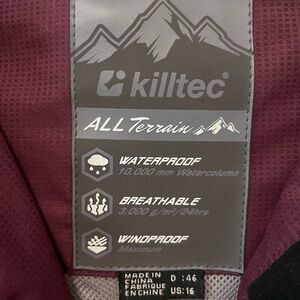 killtec®
ALL Terrain
WATERPROOF
10.000 mm Watercolumn
BREATHABLE
3.000 g/m²/24hrs
WINDPROOF
Maximum
MADE IN
CHINA
FABRIQUE
EN CHINE
D : 46
US: 16